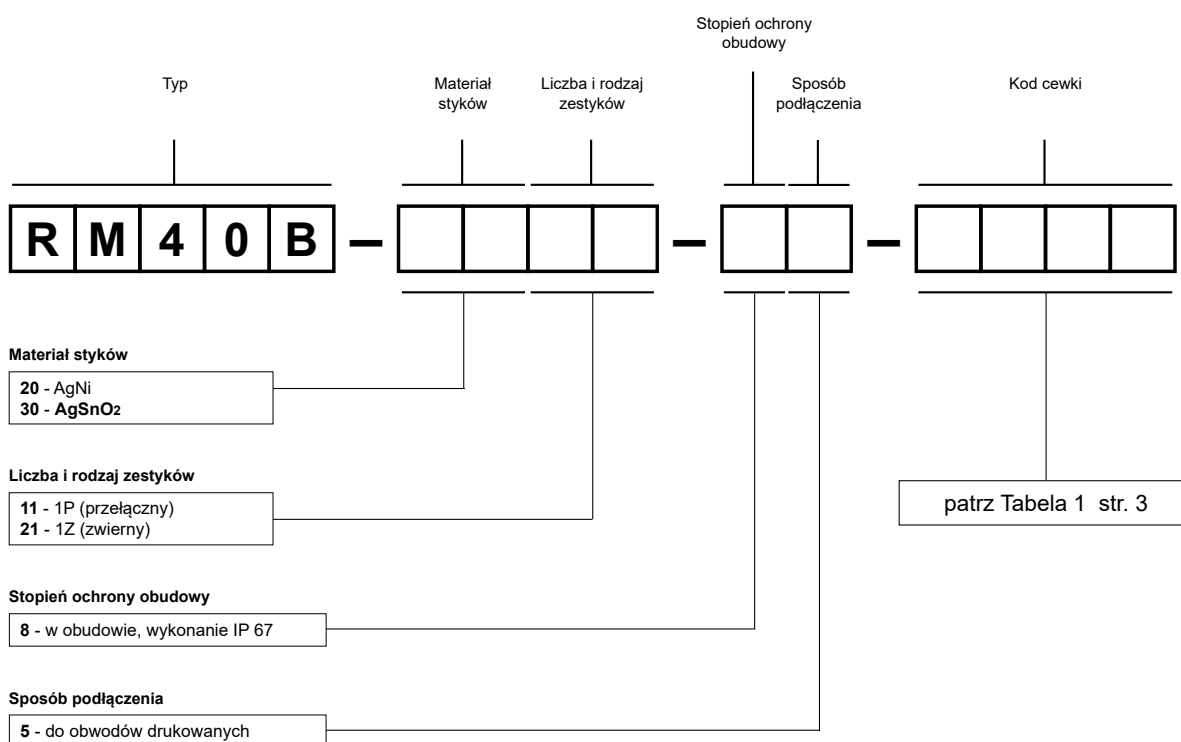 Stopień ochrony
obudowy
Typ
Materiał
styków
Liczba i rodzaj
zestyków
Sposób
podłączenia
Kod cewki
R M 4 0 B – –  –
Materiał styków
20 - AgNi
30 - AgSnO2
Liczba i rodzaj zestyków
11 - 1P (przełączny)
21 - 1Z (zwierny)
patrz Tabela 1 str. 3
Stopień ochrony obudowy
8 - w obudowie, wykonanie IP 67
Sposób podłączenia
5 - do obwodów drukowanych